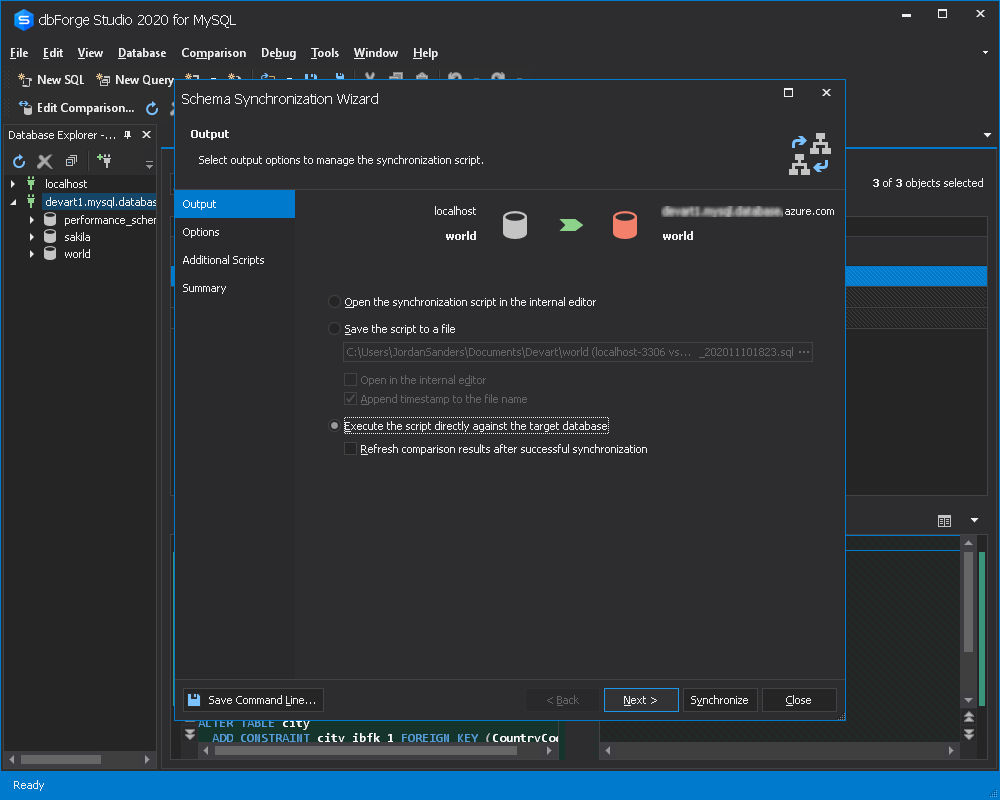 dbForge Studio 2020 for MySQL
File Edit View Database Comparison Debug Tools Window Help
New SQL New Query
Edit Comparison...
Schema Synchronization Wizard
Database Explorer -...
Output
Select output options to manage the synchronization script.
3 of 3 objects selected
localhost
devart1.mysql.databas
performance_scher
sakila
world
Output
Options
Additional Scripts
Summary
localhost
world
devart1.mysql.database.azure.com
world
Open the synchronization script in the internal editor
Save the script to a file
C:\Users\JordanSanders\Documents\Devart\world (localhost-3306 vs... _202011101823.sql ...
Open in the internal editor
Append timestamp to the file name
Execute the script directly against the target database
Refresh comparison results after successful synchronization
Save Command Line...
< Back
Next >
Synchronize
Close
ALTER TABLE city
ADD CONSTRAINT city_ibfk_1 FOREIGN KEY (CountryCo
Ready